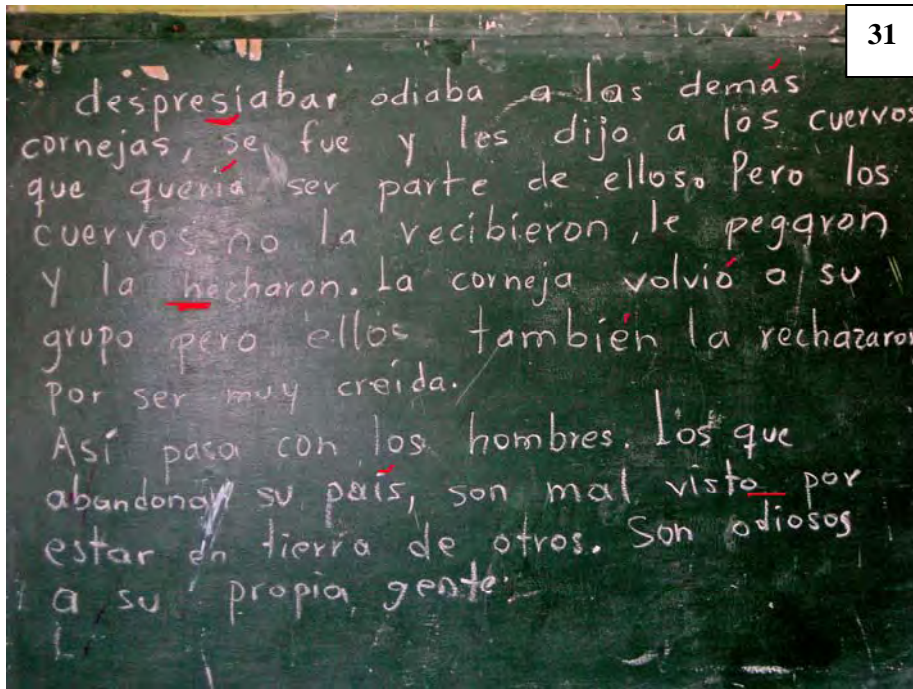 31
despresiabar odiaba a las demás
cornejas, se fue y les dijo a los cuervos
que quería ser parte de ellos. Pero los
cuervos no la recibieron, le pegaron
y la hecharon. La corneja volvió a su
grupo pero ellos también la rechazaron
por ser muy creída.
Así pasa con los hombres. Los que
abandonan su país, son mal visto por
estar en tierra de otros. Son odiosos
a su propia gente.
L